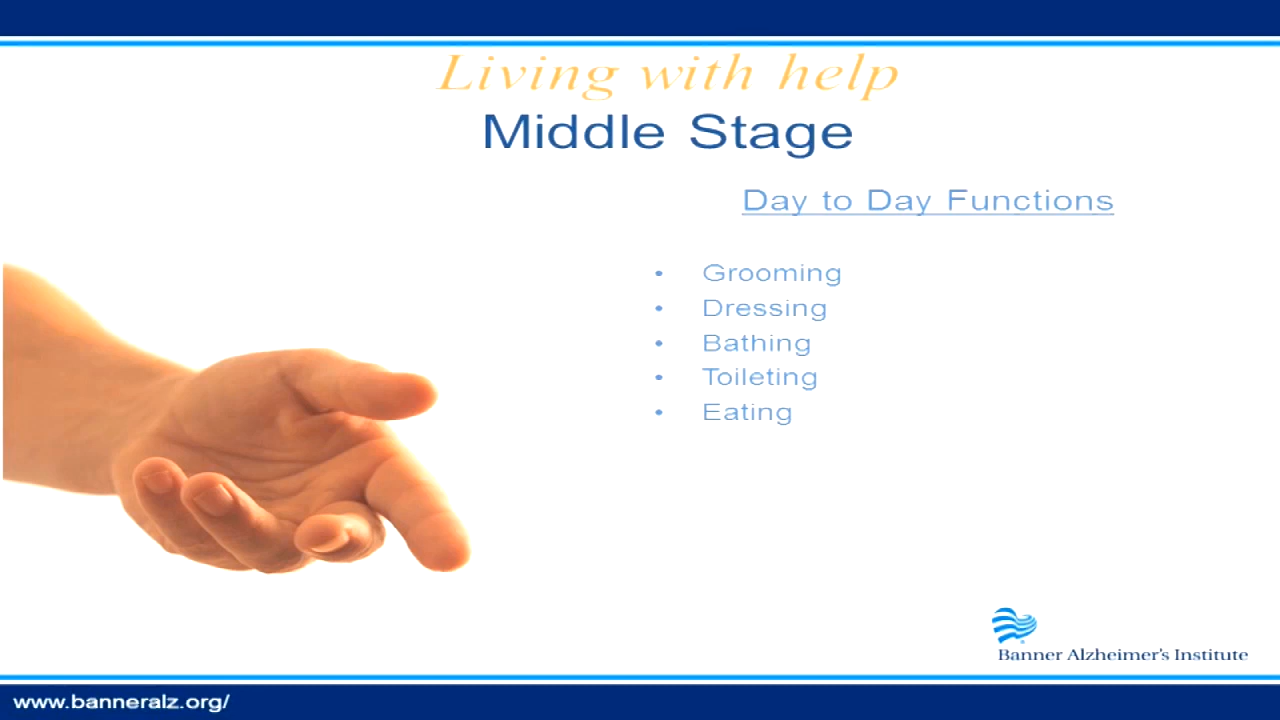 Living with help
Middle Stage
Day to Day Functions
• Grooming
• Dressing
• Bathing
• Toileting
• Eating
Banner Alzheimer's Institute
www.banneralz.org/